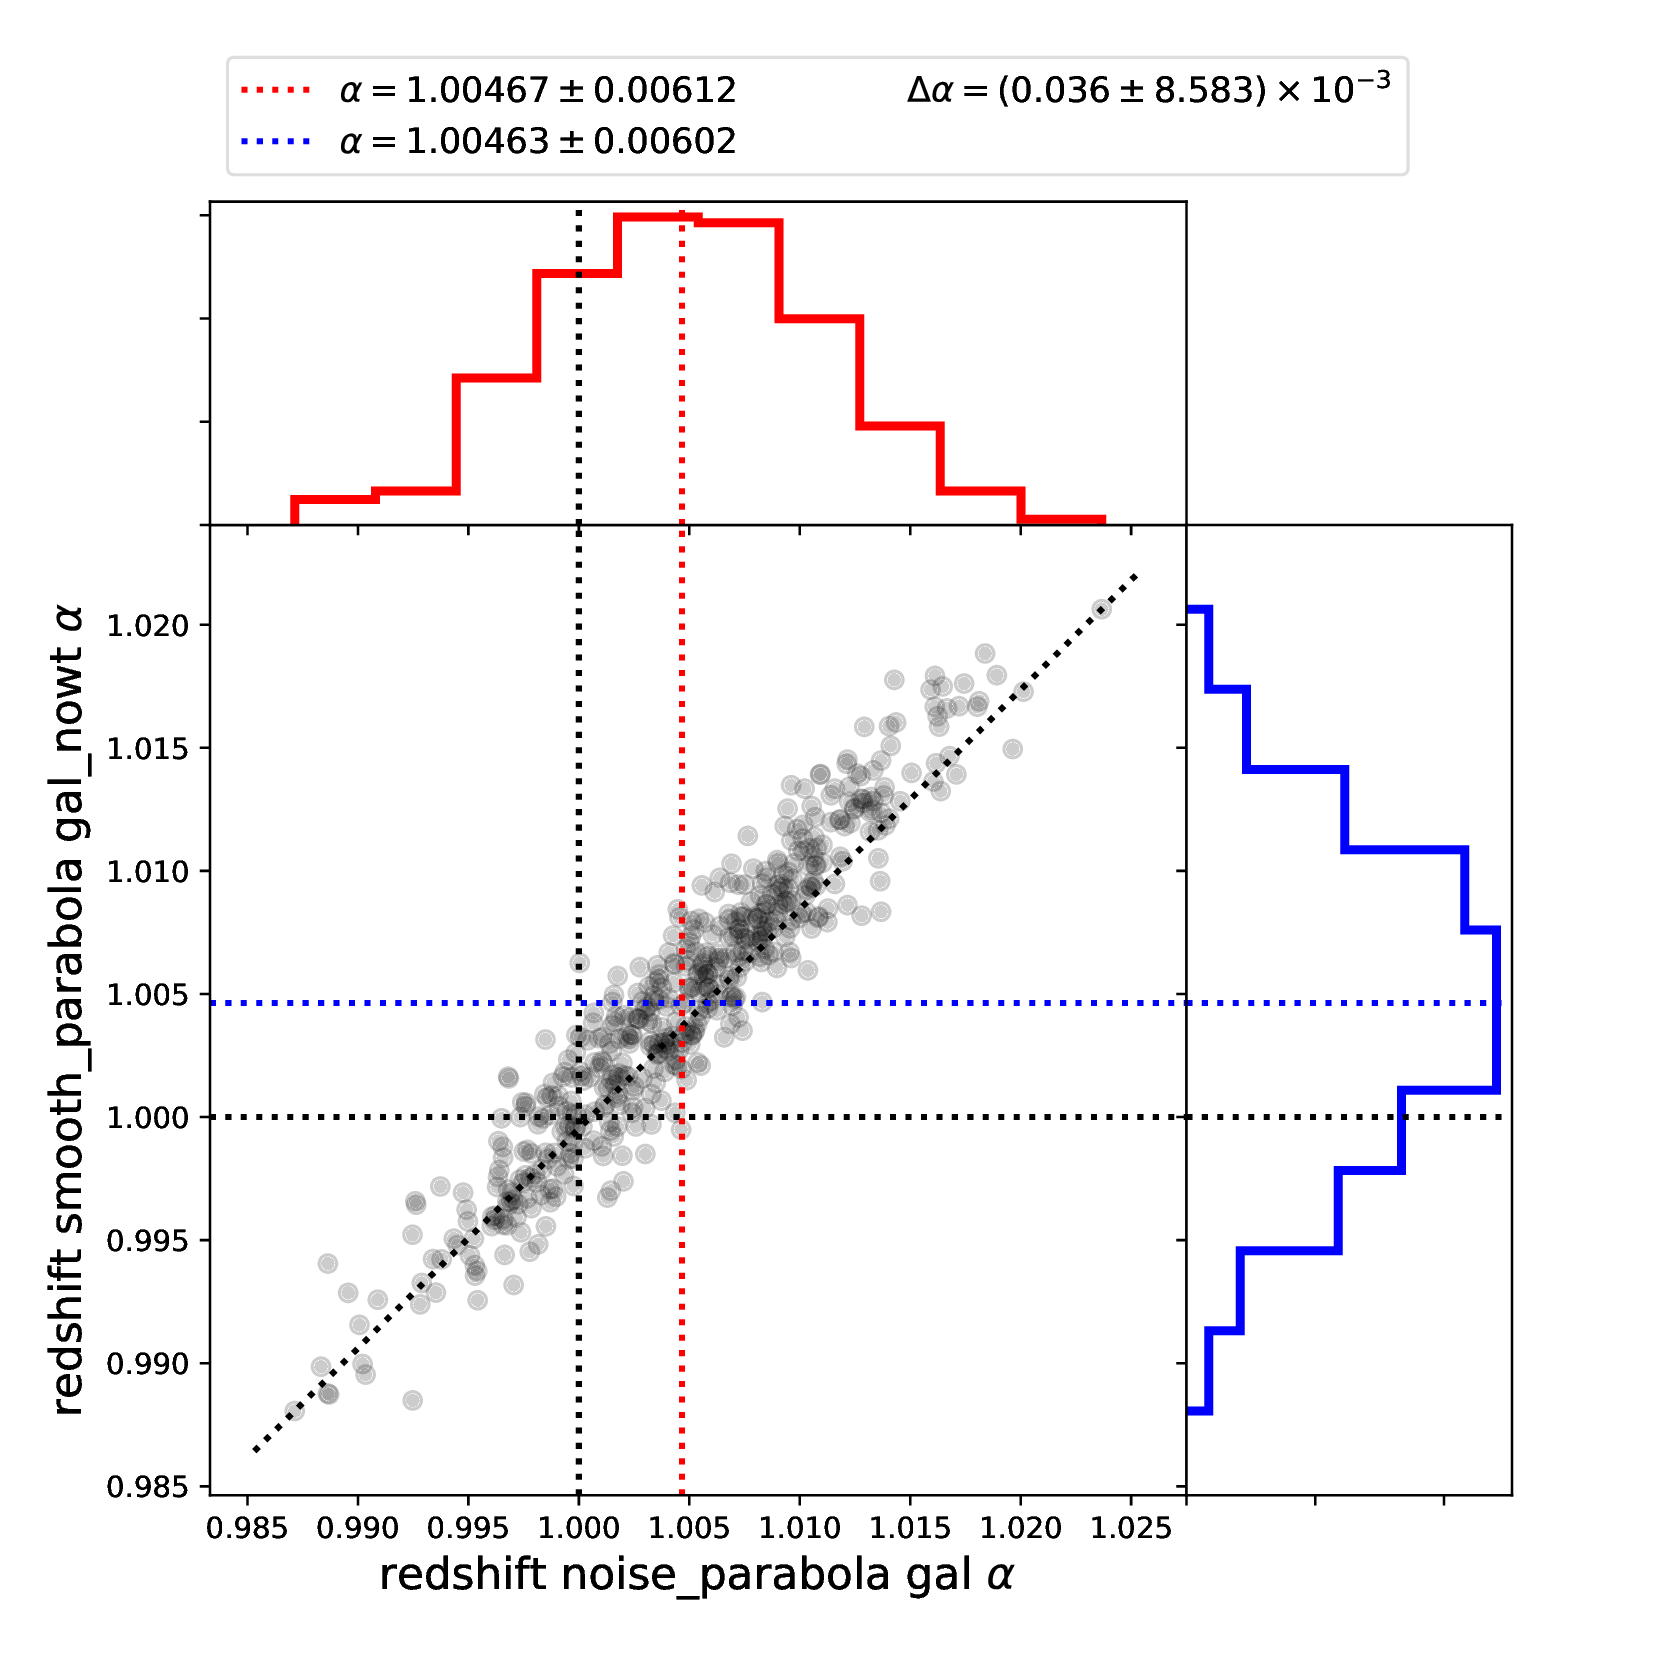 α = 1.00467 ± 0.00612
Δα = (0.036 ± 8.583) × 10⁻³
α = 1.00463 ± 0.00602
redshift smooth_parabola gal_nowt α
1.020
1.015
1.010
1.005
1.000
0.995
0.990
0.985
0.985 0.990 0.995 1.000 1.005 1.010 1.015 1.020 1.025
redshift noise_parabola gal α